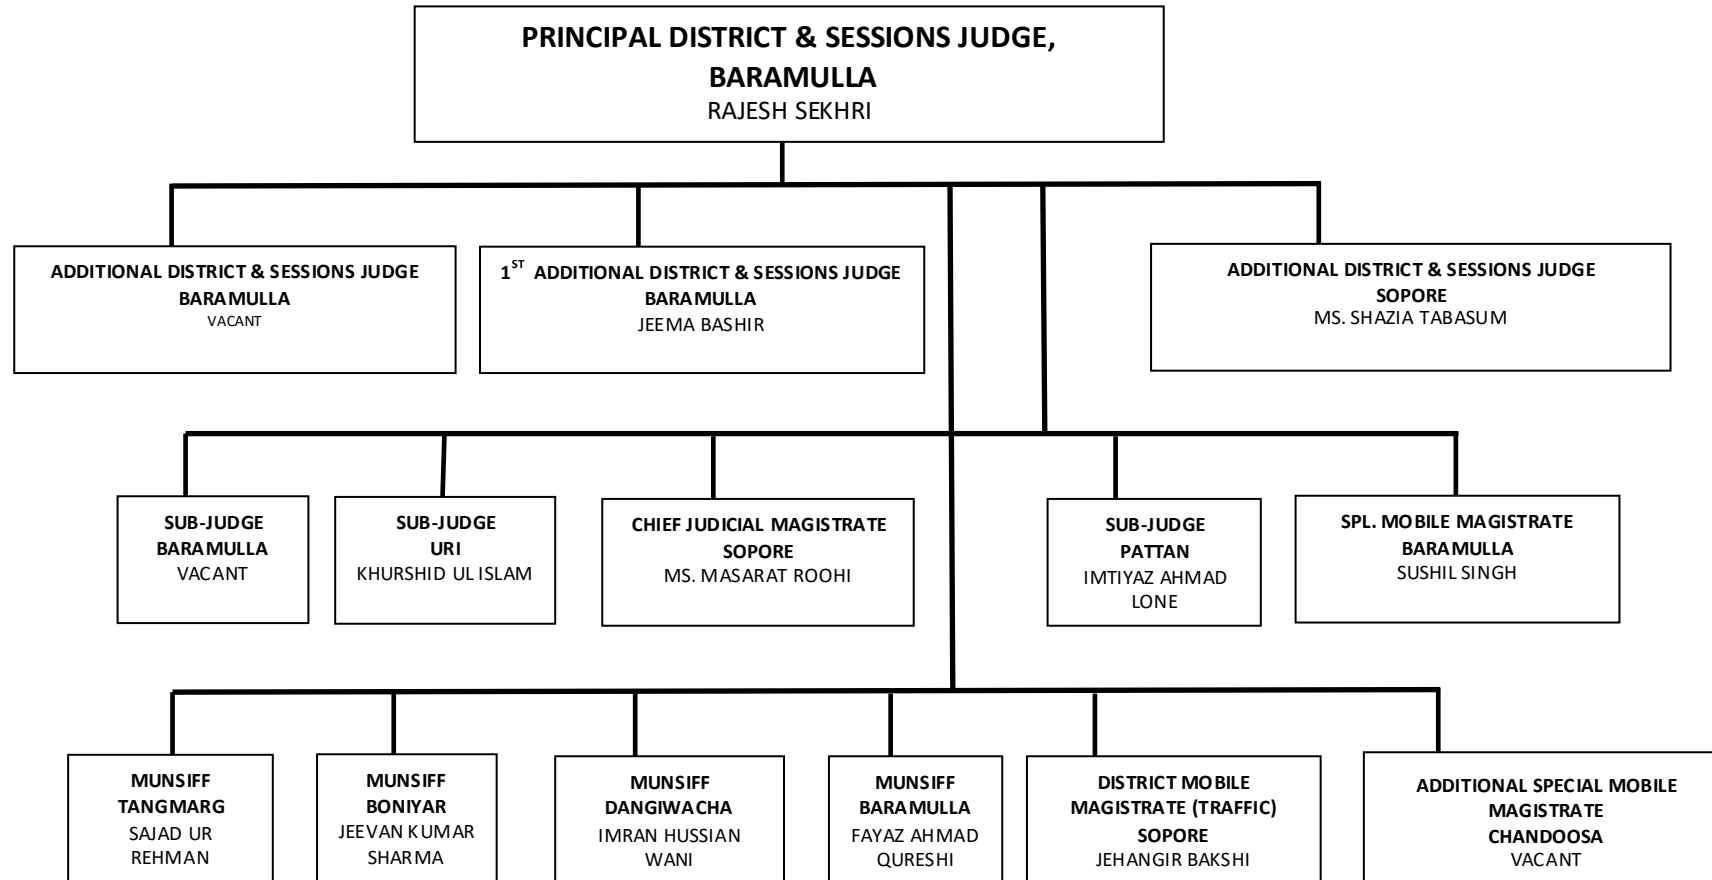 PRINCIPAL DISTRICT & SESSIONS JUDGE,
BARAMULLA
RAJESH SEKHRI
ADDITIONAL DISTRICT & SESSIONS JUDGE
BARAMULLA
VACANT
1ST ADDITIONAL DISTRICT & SESSIONS JUDGE
BARAMULLA
JEEMA BASHIR
ADDITIONAL DISTRICT & SESSIONS JUDGE
SOPORE
MS. SHAZIA TABASUM
SUB-JUDGE
BARAMULLA
VACANT
SUB-JUDGE
URI
KHURSHID UL ISLAM
CHIEF JUDICIAL MAGISTRATE
SOPORE
MS. MASARAT ROOHI
SUB-JUDGE
PATTAN
IMTIYAZ AHMAD
LONE
SPL. MOBILE MAGISTRATE
BARAMULLA
SUSHIL SINGH
MUNSIFF
TANGMARG
SAJAD UR
REHMAN
MUNSIFF
BONIYAR
JEEVAN KUMAR
SHARMA
MUNSIFF
DANGIWACHA
IMRAN HUSSIAN
WANI
MUNSIFF
BARAMULLA
FAYAZ AHMAD
QURESHI
DISTRICT MOBILE
MAGISTRATE (TRAFFIC)
SOPORE
JEHANGIR BAKSHI
ADDITIONAL SPECIAL MOBILE
MAGISTRATE
CHANDOOSA
VACANT